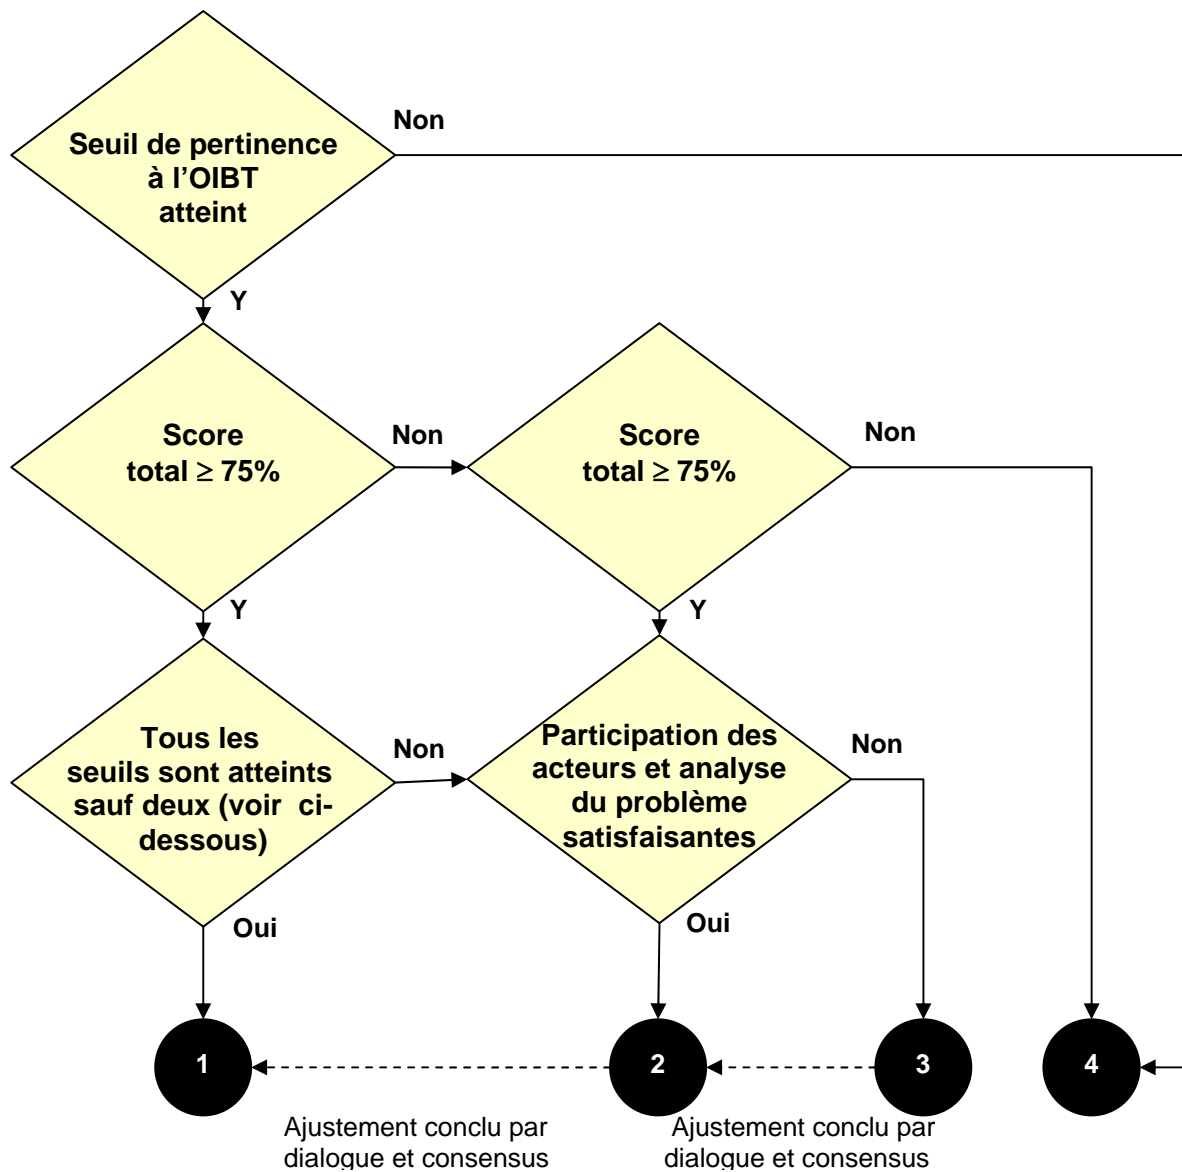 Non
Seuil de pertinence
à l’OIBT
atteint
Y
Score
total ≥ 75%
Non
Score
total ≥ 75%
Non
Y
Y
Tous les
seuils sont atteints
sauf deux (voir ci-
dessous)
Non
Participation des
acteurs et analyse
du problème
satisfaisantes
Non
Oui
Oui
1
2
3
4
Ajustement conclu par
dialogue et consensus
Ajustement conclu par
dialogue et consensus